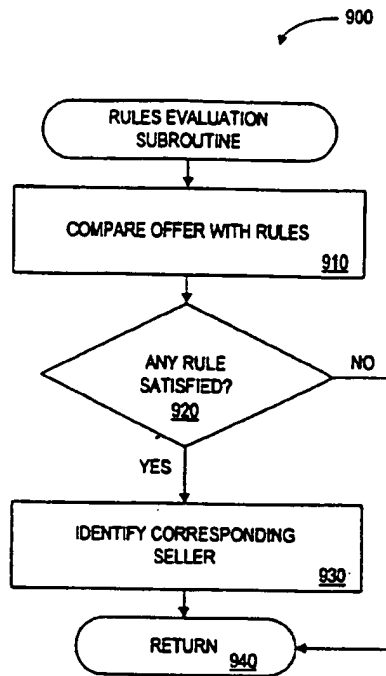 900
RULES EVALUATION
SUBROUTINE
COMPARE OFFER WITH RULES
910
ANY RULE
SATISFIED?
920
NO
YES
IDENTIFY CORRESPONDING
SELLER
930
RETURN
940